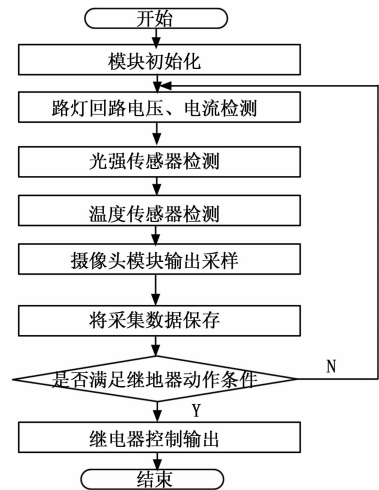 开始
模块初始化
路灯回路电压、电流检测
光强传感器检测
温度传感器检测
摄像头模块输出采样
将采集数据保存
是否满足继地器动作条件
N
Y
继电器控制输出
结束